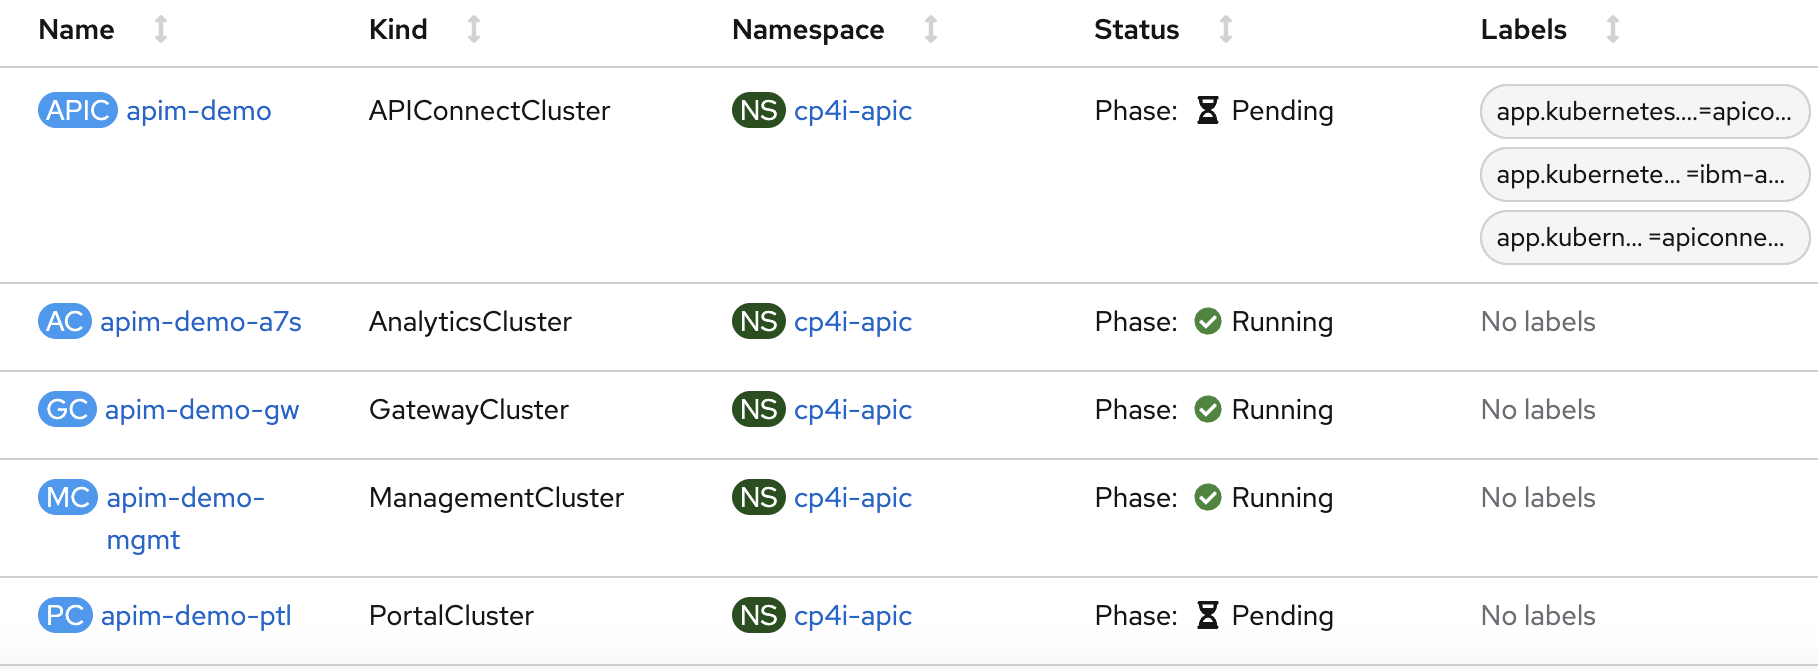 Name Kind Namespace Status Labels
APIC apim-demo APIConnectCluster NS cp4i-apic Phase: Pending app.kubernetes....=apico...
app.kubernete... =ibm-a...
app.kubern... =apiconne...
AC apim-demo-a7s AnalyticsCluster NS cp4i-apic Phase: Running No labels
GC apim-demo-gw GatewayCluster NS cp4i-apic Phase: Running No labels
MC apim-demo- ManagementCluster NS cp4i-apic Phase: Running No labels
mgmt
PC apim-demo-ptl PortalCluster NS cp4i-apic Phase: Pending No labels